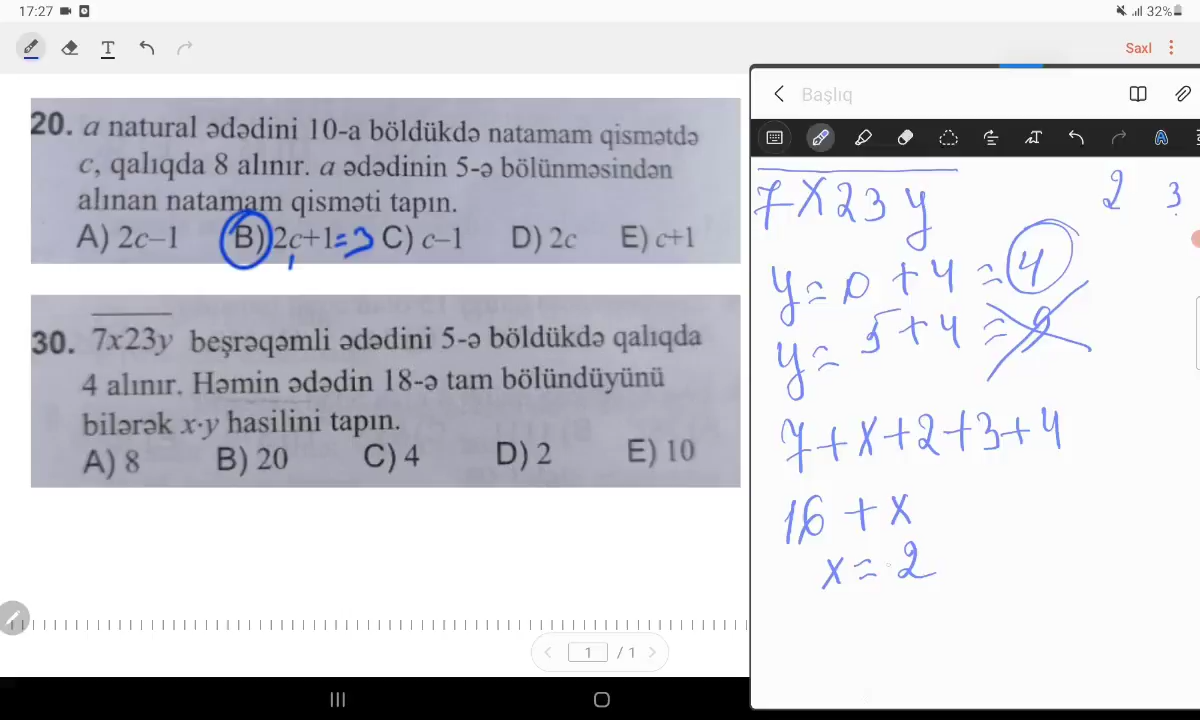 17:27
32%
Saxl
20. a natural ədədini 10-a böldükdə natamam qismətdə
c, qalıqda 8 alınır. a ədədinin 5-ə bölünməsindən
alınan natamam qisməti tapın.
A) 2c–1 B) 2c+1=3 C) c–1 D) 2c E) c+1
1
30. 7x23y beşrəqəmli ədədini 5-ə böldükdə qalıqda
4 alınır. Həmin ədədin 18-ə tam bölündüyünü
bilərək x·y hasilini tapın.
A) 8 B) 20 C) 4 D) 2 E) 10
1 / 1
Başlıq
7x23y 2 3
y=0+4=4
y=5+4=9
7+x+2+3+4
16+x
x=2